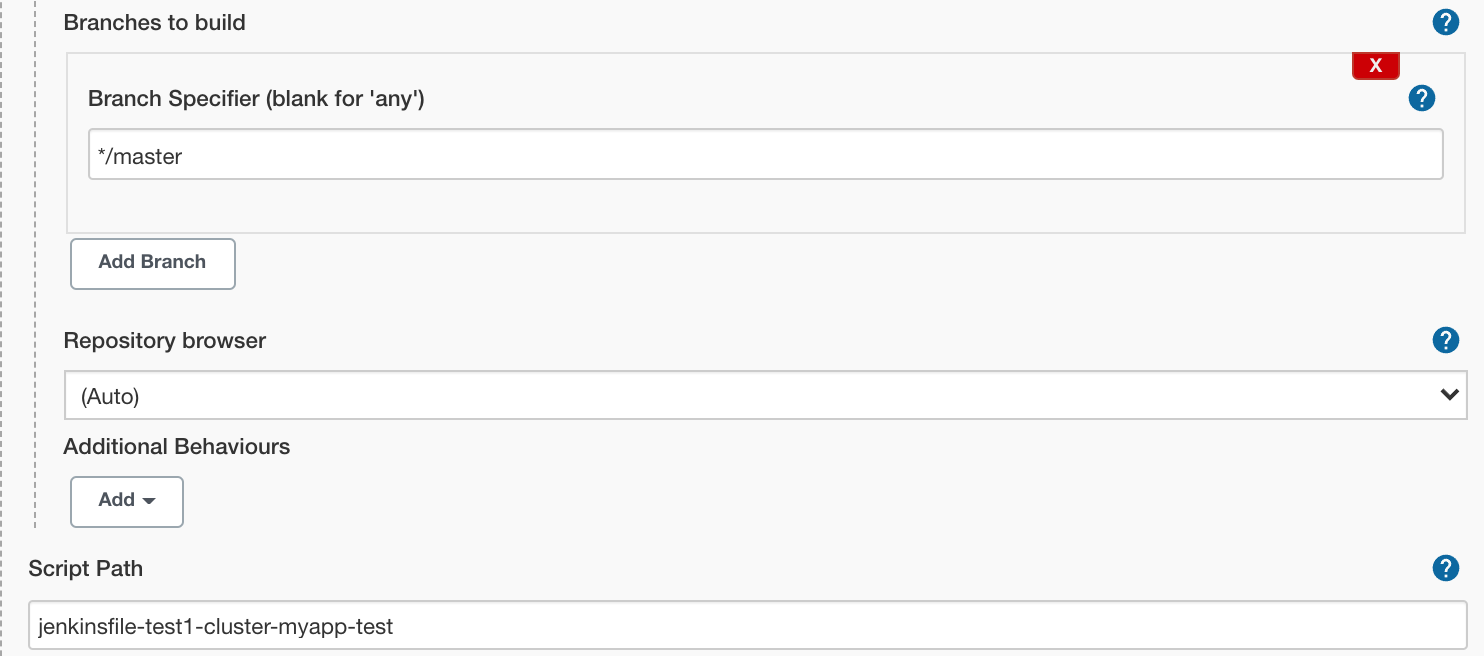 Branches to build
?
X
Branch Specifier (blank for 'any')
?
*/master
Add Branch
Repository browser
?
(Auto)
Additional Behaviours
Add
Script Path
?
jenkinsfile-test1-cluster-myapp-test